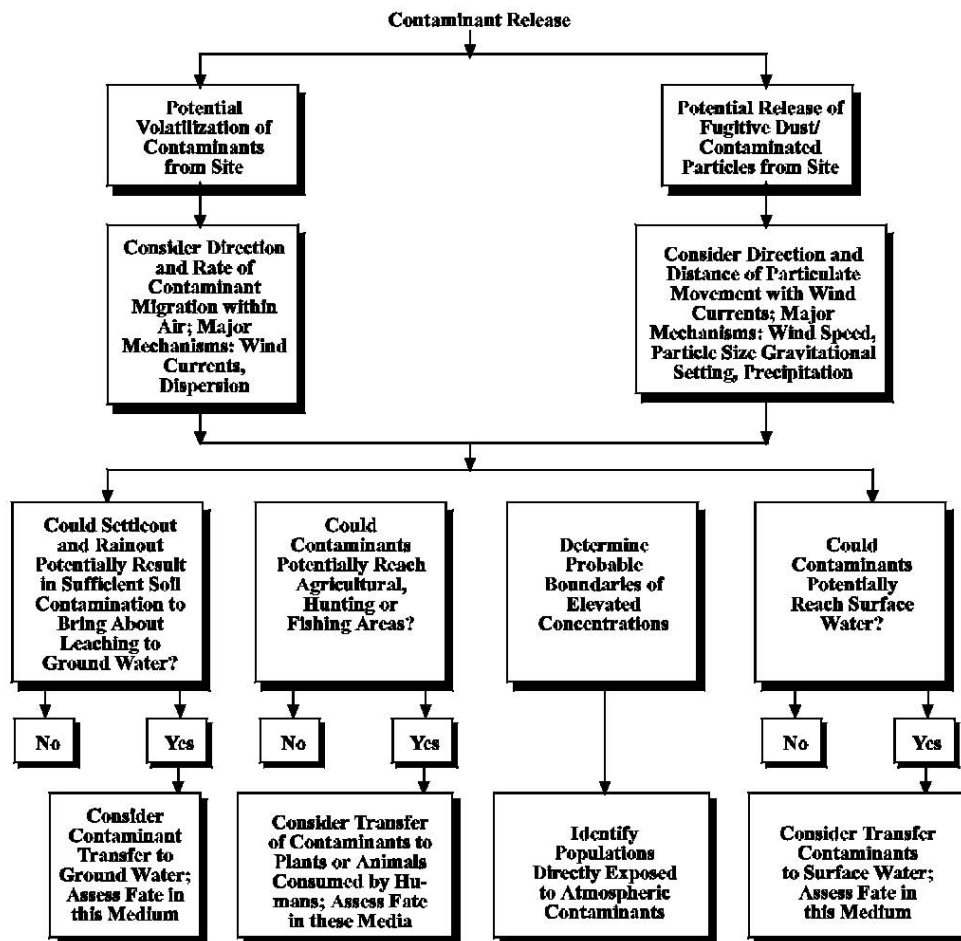 Contaminant Release
Potential
Volatilization of
Contaminants
from Site
Potential Release of
Fugitive Dust/
Contaminated
Particles from Site
Consider Direction
and Rate of
Contaminant
Migration within
Air; Major
Mechanisms: Wind
Currents,
Dispersion
Consider Direction and
Distance of Particulate
Movement with Wind
Currents; Major
Mechanisms: Wind Speed,
Particle Size Gravitational
Setting, Precipitation
Could Settleout
and Rainout
Potentially Result
in Sufficient Soil
Contamination to
Bring About
Leaching to
Ground Water?
Could
Contaminants
Potentially Reach
Agricultural,
Hunting or
Fishing Areas?
Determine
Probable
Boundaries of
Elevated
Concentrations
Could
Contaminants
Potentially
Reach Surface
Water?
No
Yes
No
Yes
No
Yes
Consider
Contaminant
Transfer to
Ground Water;
Assess Fate in
this Medium
Consider Transfer
of Contaminants to
Plants or Animals
Consumed by Hu-
mans; Assess Fate
in these Media
Identify
Populations
Directly Exposed
to Atmospheric
Contaminants
Consider Transfer
Contaminants
to Surface Water;
Assess Fate in
this Medium